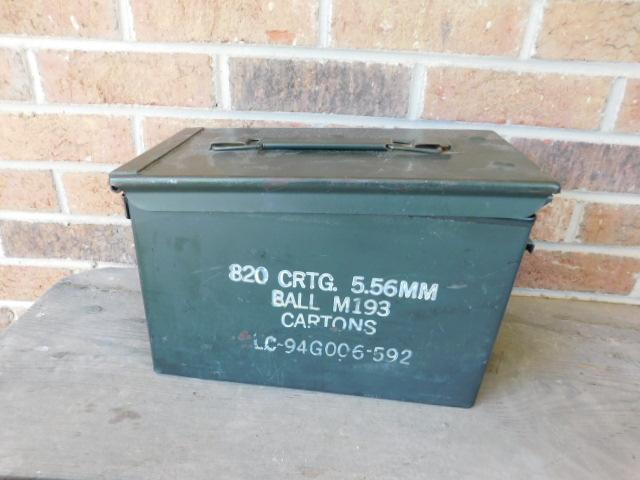 820 CRTG. 5.56MM
BALL M193
CARTONS
LC-94G006-592